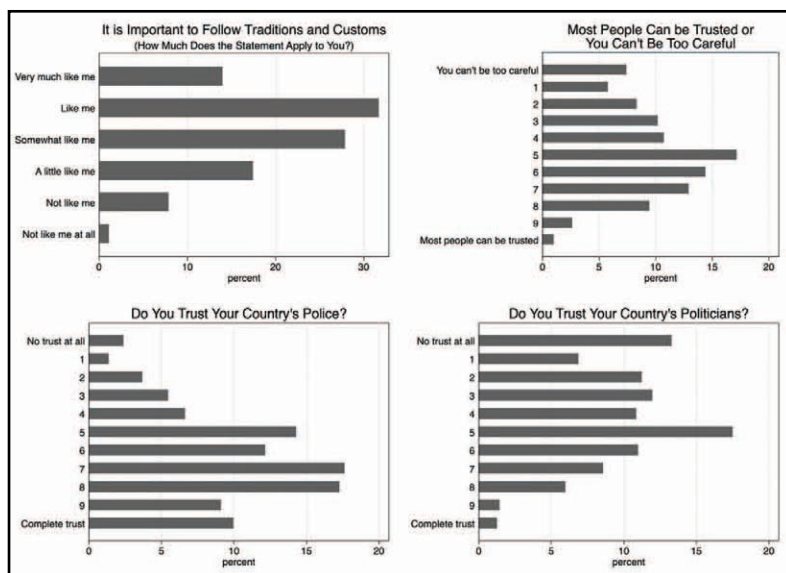 It is Important to Follow Traditions and Customs
(How Much Does the Statement Apply to You?)
Very much like me
Like me
Somewhat like me
A little like me
Not like me
Not like me at all
0 10 20 30
percent
Most People Can be Trusted or
You Can't Be Too Careful
You can't be too careful
1
2
3
4
5
6
7
8
9
Most people can be trusted
0 5 10 15 20
percent
Do You Trust Your Country's Police?
No trust at all
1
2
3
4
5
6
7
8
9
Complete trust
0 10 20
percent
Do You Trust Your Country's Politicians?
No trust at all
1
2
3
4
5
6
7
8
9
Complete trust
0 5 10 15 20
percent